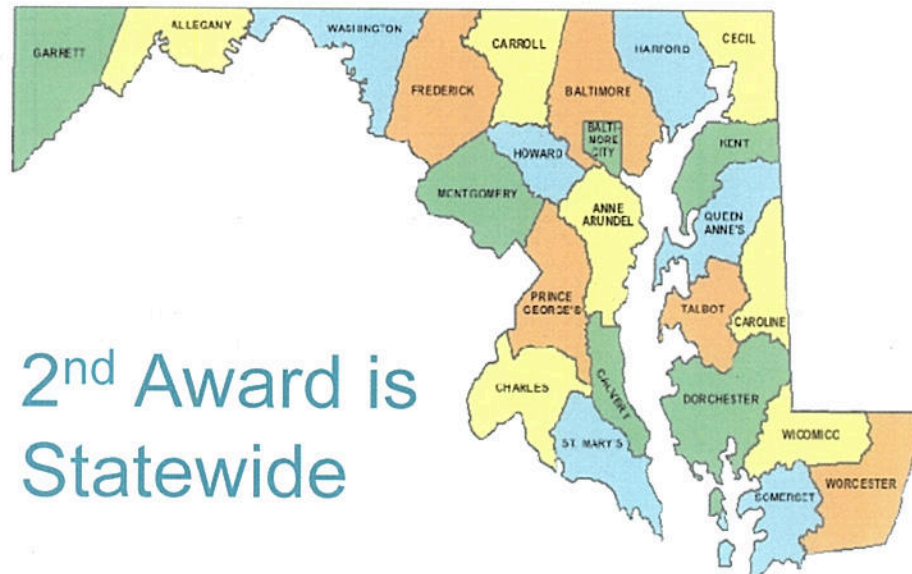 ALLEGANY
WASHINGTON
CECIL
GARRETT
CARROLL
HARFORD
FREDERICK
BALTIMORE
BALTI-
MORE
CITY
KENT
HOWARD
MONTGOMERY
ANNE
ARUNDEL
QUEEN
ANNE'S
PRINCE
GEORGE'S
TALBOT
CAROLINE
2nd Award is
Statewide
CHARLES
CALVERT
DORCHESTER
ST. MARY'S
WICOMICC
WORCESTER
SOMERSET